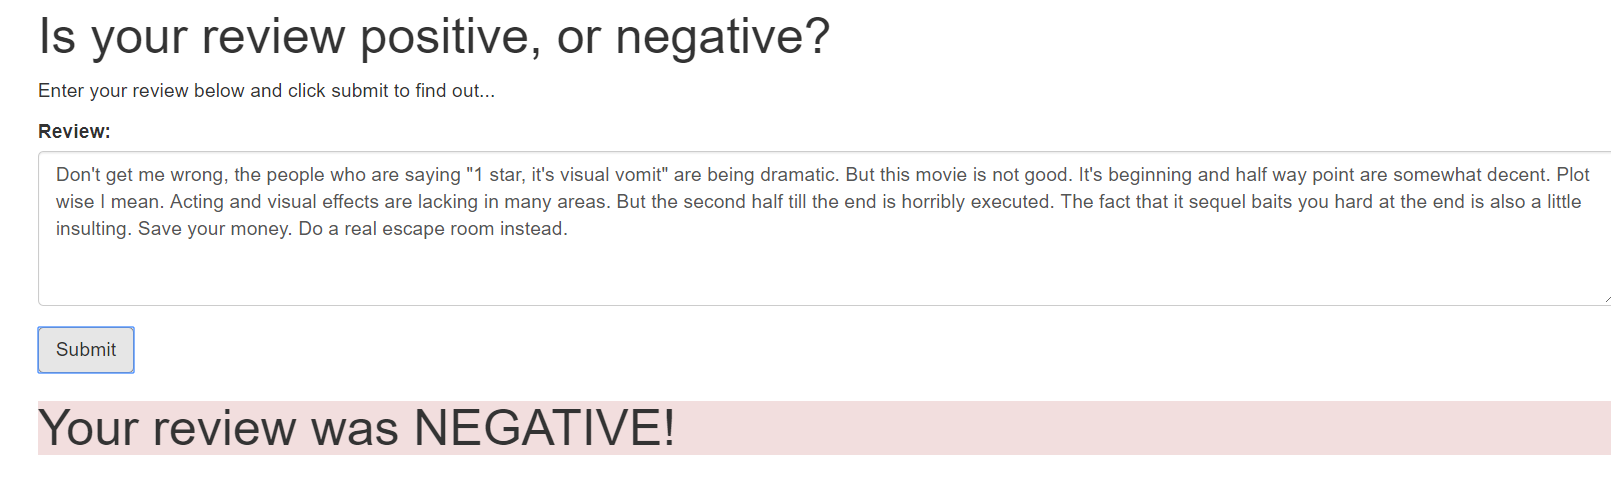 Is your review positive, or negative?
Enter your review below and click submit to find out...
Review:
Don't get me wrong, the people who are saying "1 star, it's visual vomit" are being dramatic. But this movie is not good. It's beginning and half way point are somewhat decent. Plot
wise I mean. Acting and visual effects are lacking in many areas. But the second half till the end is horribly executed. The fact that it sequel baits you hard at the end is also a little
insulting. Save your money. Do a real escape room instead.
Submit
Your review was NEGATIVE!